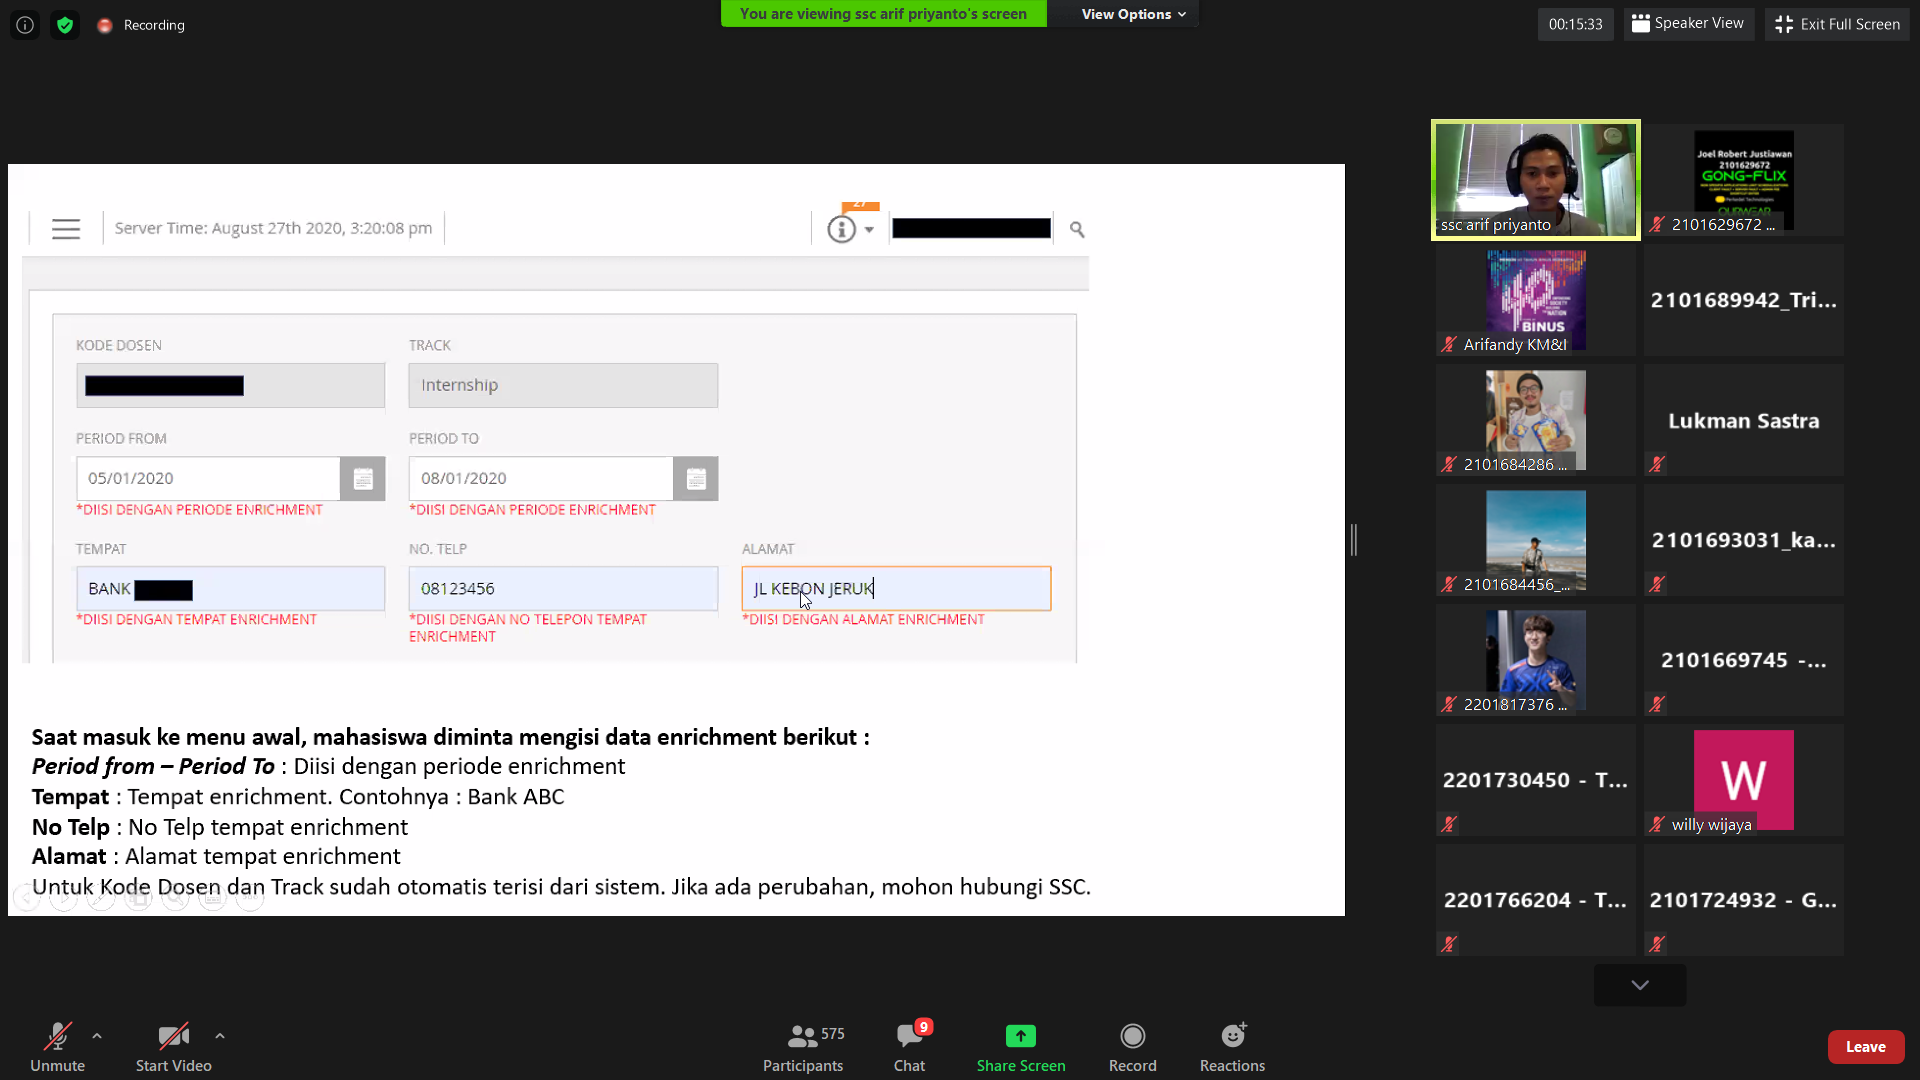 Recording
You are viewing ssc arif priyanto's screen
View Options
00:15:33
Speaker View
Exit Full Screen
Server Time: August 27th 2020, 3:20:08 pm
27
KODE DOSEN
TRACK
Internship
PERIOD FROM
PERIOD TO
05/01/2020
08/01/2020
*DIISI DENGAN PERIODE ENRICHMENT
*DIISI DENGAN PERIODE ENRICHMENT
TEMPAT
NO. TELP
ALAMAT
BANK
08123456
JL KEBON JERUK
*DIISI DENGAN TEMPAT ENRICHMENT
*DIISI DENGAN NO TELEPON TEMPAT
ENRICHMENT
*DIISI DENGAN ALAMAT ENRICHMENT
Saat masuk ke menu awal, mahasiswa diminta mengisi data enrichment berikut :
Period from – Period To : Diisi dengan periode enrichment
Tempat : Tempat enrichment. Contohnya : Bank ABC
No Telp : No Telp tempat enrichment
Alamat : Alamat tempat enrichment
Untuk Kode Dosen dan Track sudah otomatis terisi dari sistem. Jika ada perubahan, mohon hubungi SSC.
ssc arif priyanto
Joel Robert Justiawan
2101629672
GONG-FLIX
2101629672 ...
BINUS
Arifandy KM&I
2101689942_Tri...
2101684286 ...
Lukman Sastra
2101684456_...
2101693031_ka...
2201817376 ...
2101669745 -...
2201730450 - T...
W
willy wijaya
2201766204 - T...
2101724932 - G...
Unmute
Start Video
575
Participants
9
Chat
Share Screen
Record
Reactions
Leave